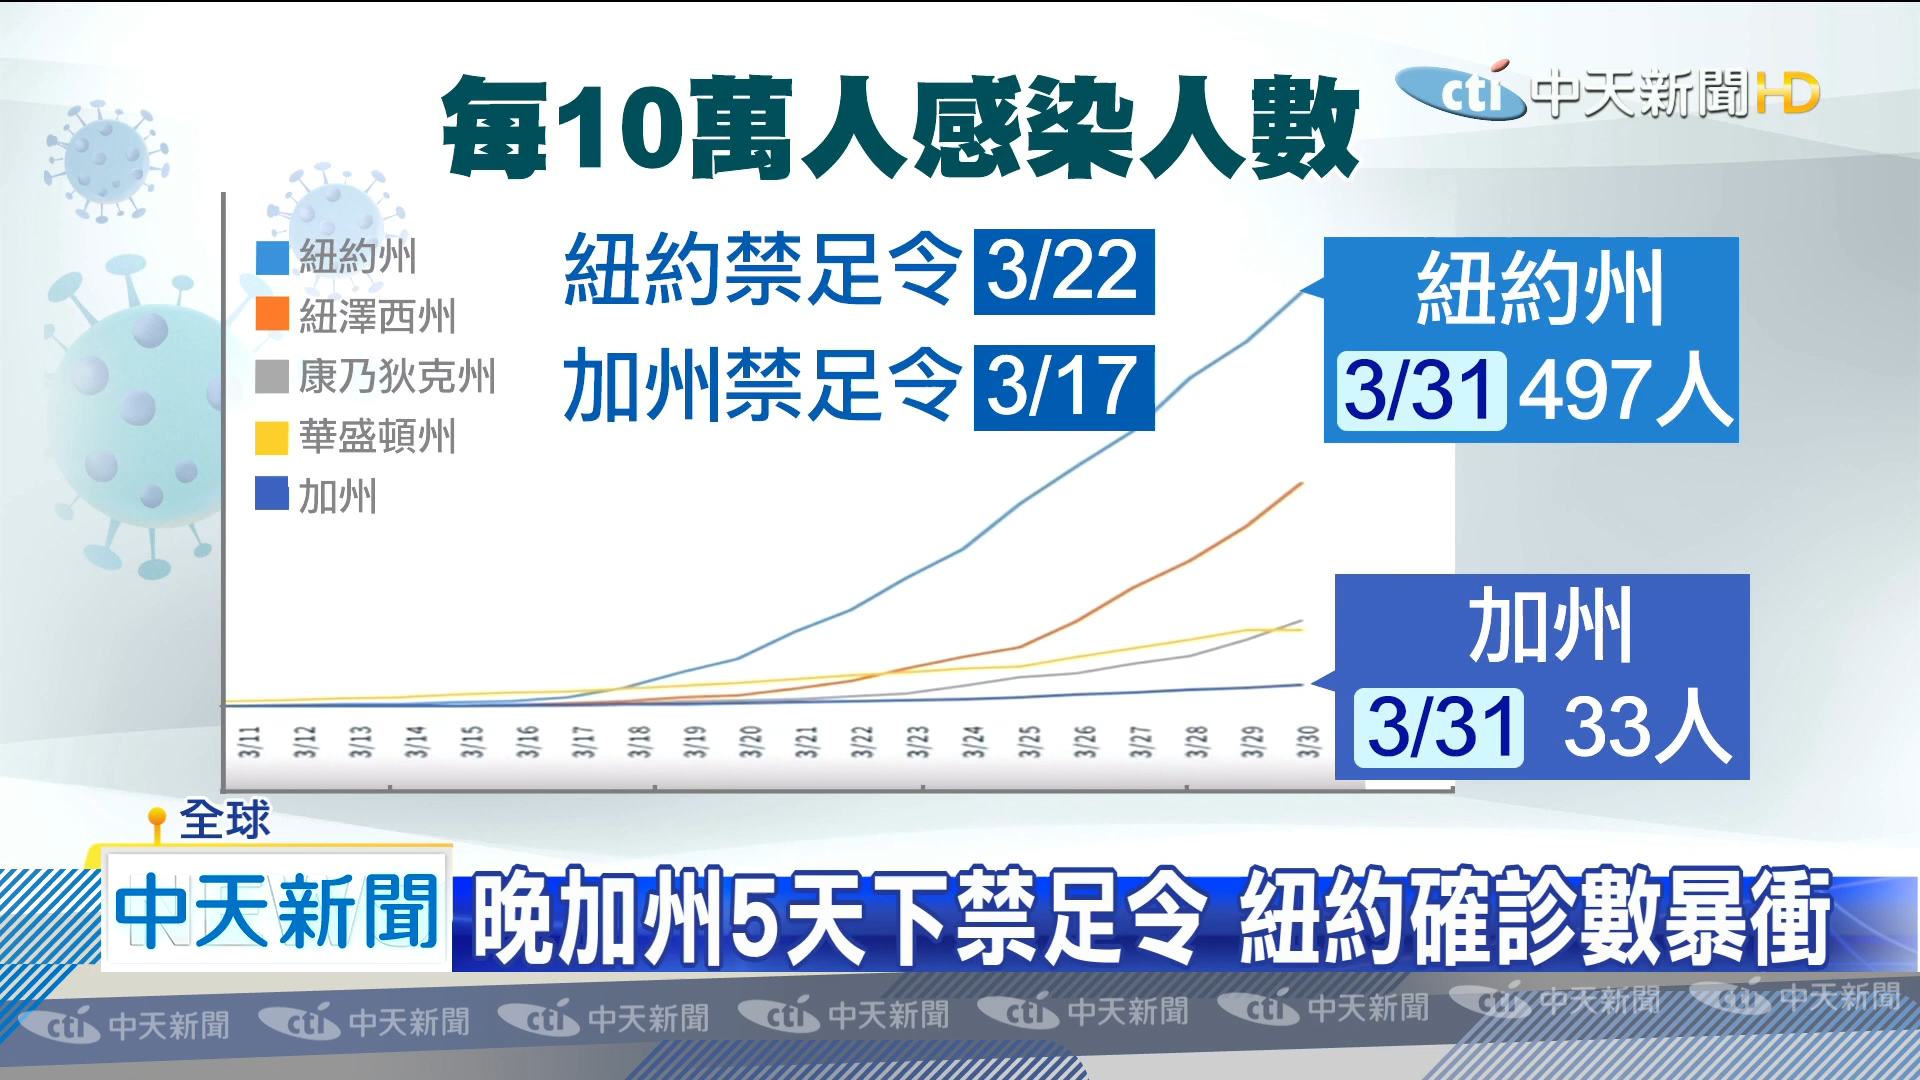 每10萬人感染人數
cti 中天新聞HD
紐約州
紐澤西州
康乃狄克州
華盛頓州
加州
紐約禁足令 3/22
加州禁足令 3/17
紐約州
3/31 497人
加州
3/31 33人
3/11 3/12 3/13 3/14 3/15 3/16 3/17 3/18 3/19 3/20 3/21 3/22 3/23 3/24 3/25 3/26 3/27 3/28 3/29 3/30
全球
NEWS
中天新聞
晚加州5天下禁足令 紐約確診數暴衝
cti 中天新聞 cti 中天新聞 cti 中天新聞 cti 中天新聞 cti 中天新聞 cti 中天新聞 cti 中天新聞 cti 中天新聞